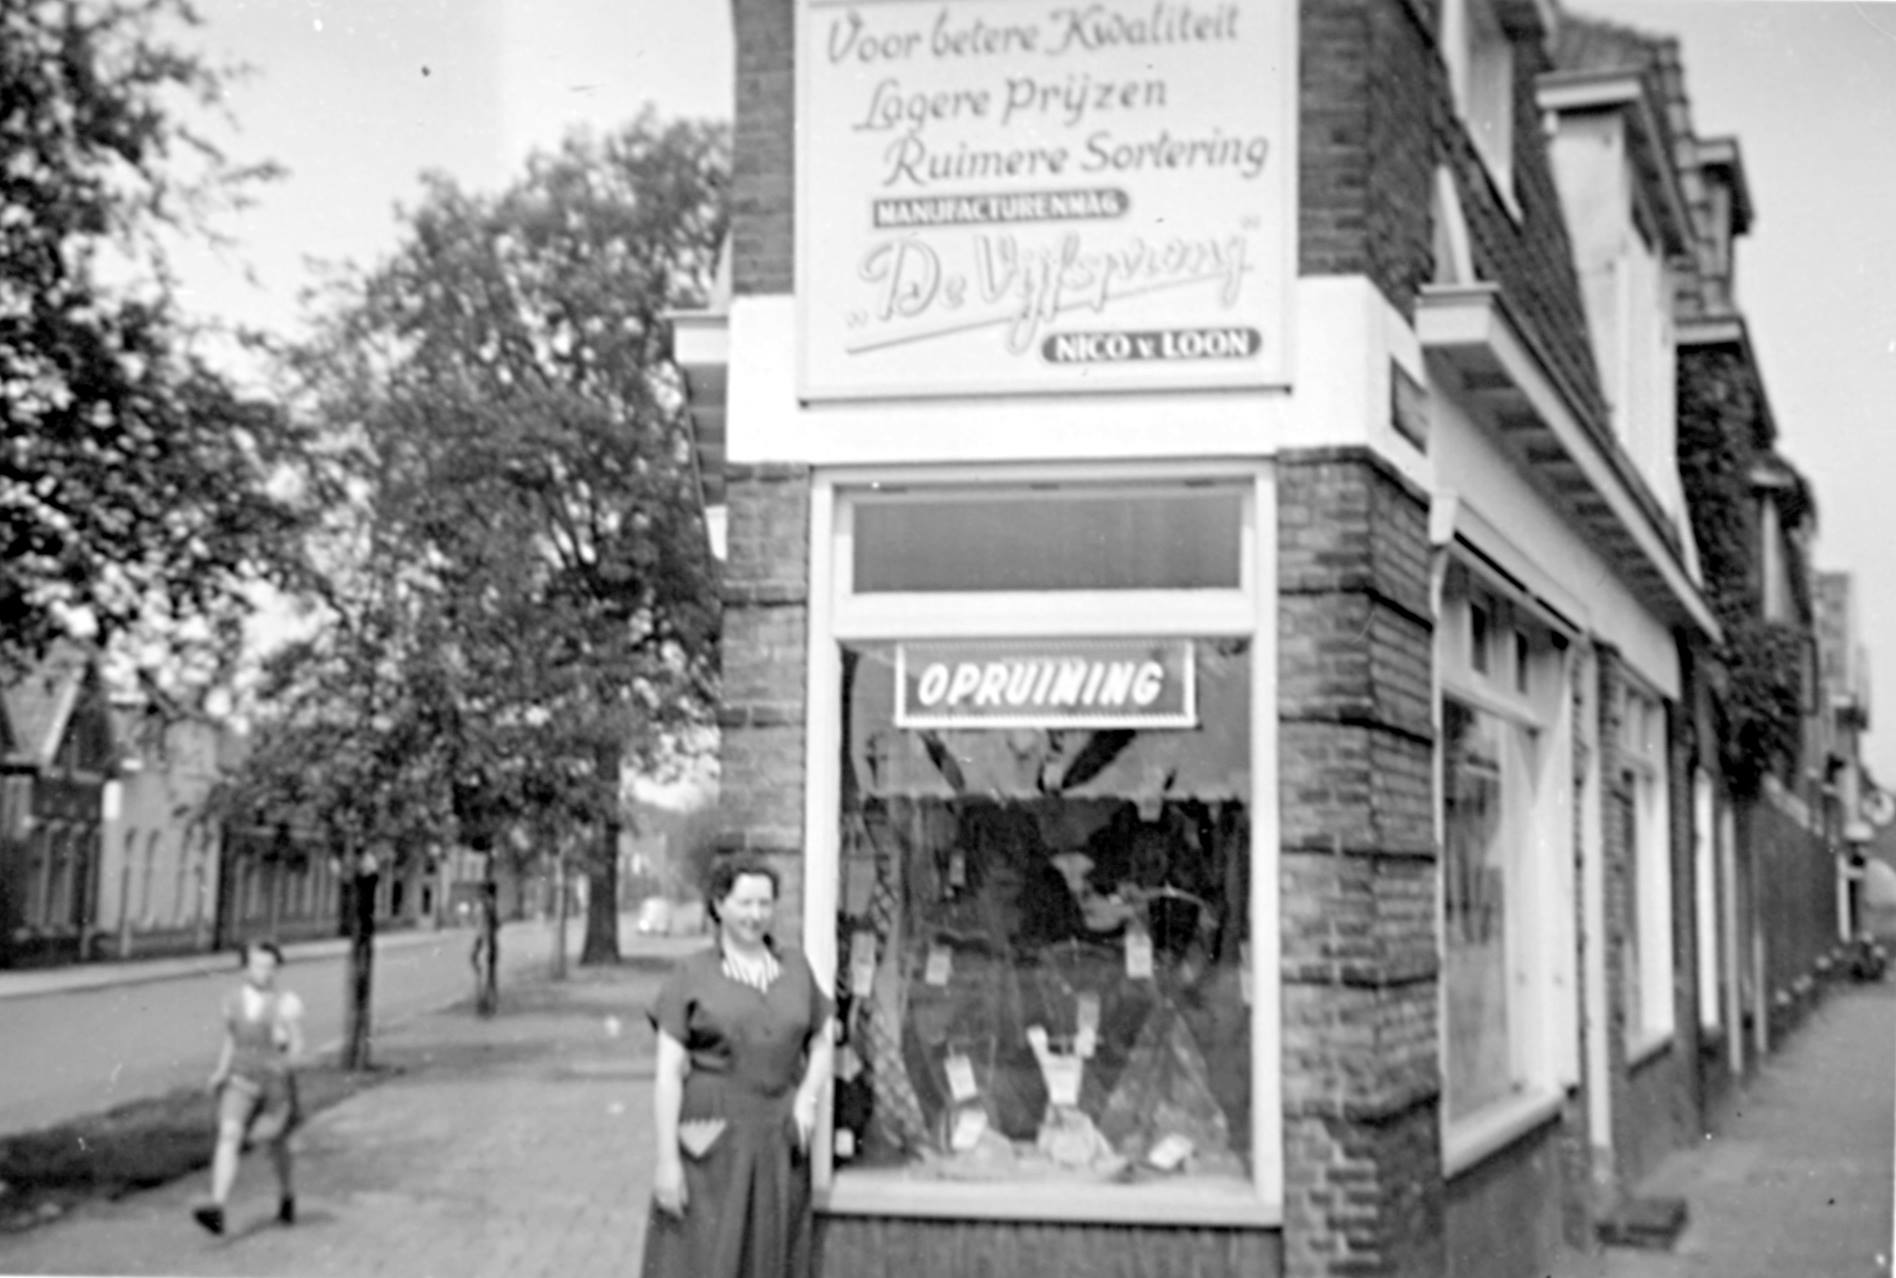 Voor betere Kwaliteit
Lagere Prijzen
Ruimere Sortering
MANUFACTURENMAG.
„De Vijfsprong"
NICO v. LOON
OPRUIMING